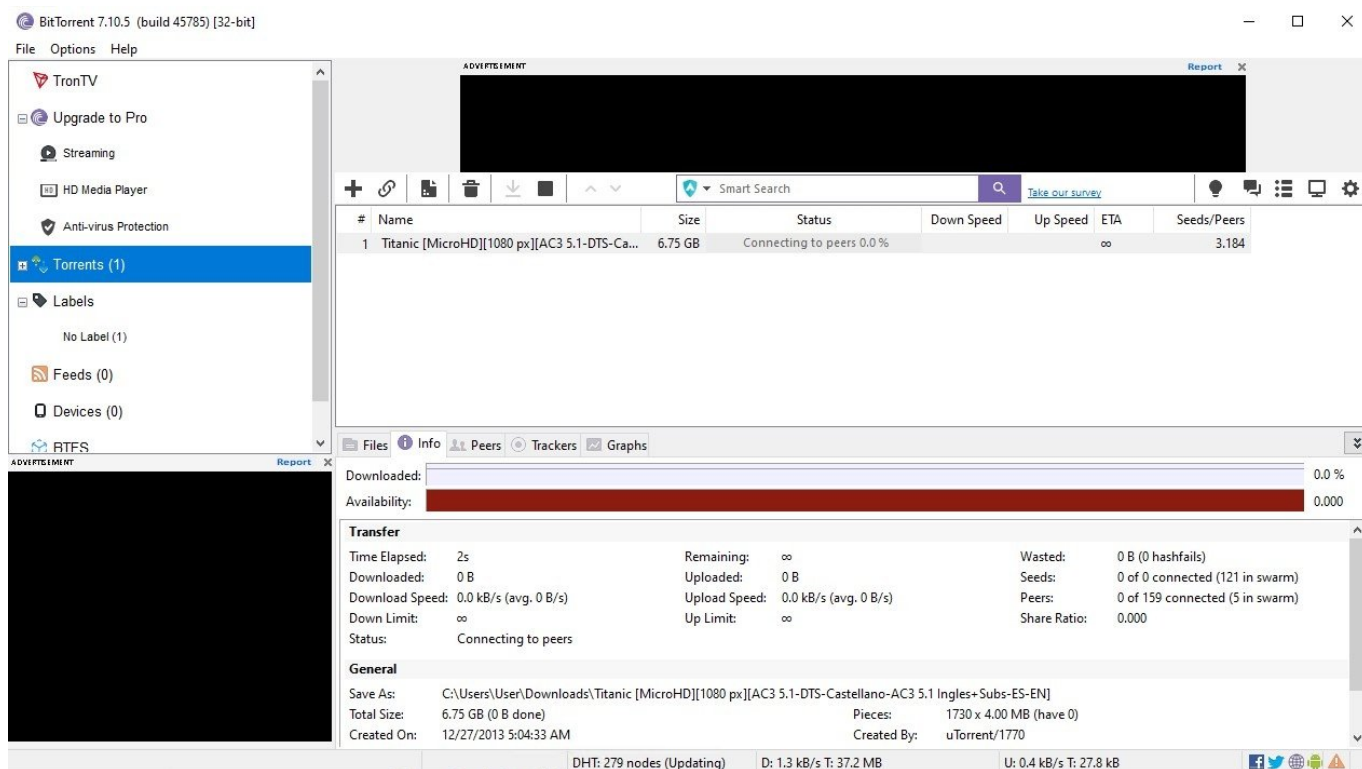 BitTorrent 7.10.5 (build 45785) [32-bit]
File Options Help
TronTV
Upgrade to Pro
Streaming
HD HD Media Player
Anti-virus Protection
Torrents (1)
Labels
No Label (1)
Feeds (0)
Devices (0)
BTFS
ADVERTISEMENT Report
ADVERTISEMENT Report
Smart Search Take our survey
# Name Size Status Down Speed Up Speed ETA Seeds/Peers
1 Titanic [MicroHD][1080 px][AC3 5.1-DTS-Ca... 6.75 GB Connecting to peers 0.0 % ∞ 3.184
Files Info Peers Trackers Graphs
Downloaded: 0.0 %
Availability: 0.000
Transfer
Time Elapsed: 2s Remaining: ∞ Wasted: 0 B (0 hashfails)
Downloaded: 0 B Uploaded: 0 B Seeds: 0 of 0 connected (121 in swarm)
Download Speed: 0.0 kB/s (avg. 0 B/s) Upload Speed: 0.0 kB/s (avg. 0 B/s) Peers: 0 of 159 connected (5 in swarm)
Down Limit: ∞ Up Limit: ∞ Share Ratio: 0.000
Status: Connecting to peers
General
Save As: C:\Users\User\Downloads\Titanic [MicroHD][1080 px][AC3 5.1-DTS-Castellano-AC3 5.1 Ingles+Subs-ES-EN]
Total Size: 6.75 GB (0 B done) Pieces: 1730 x 4.00 MB (have 0)
Created On: 12/27/2013 5:04:33 AM Created By: uTorrent/1770
DHT: 279 nodes (Updating) D: 1.3 kB/s T: 37.2 MB U: 0.4 kB/s T: 27.8 kB